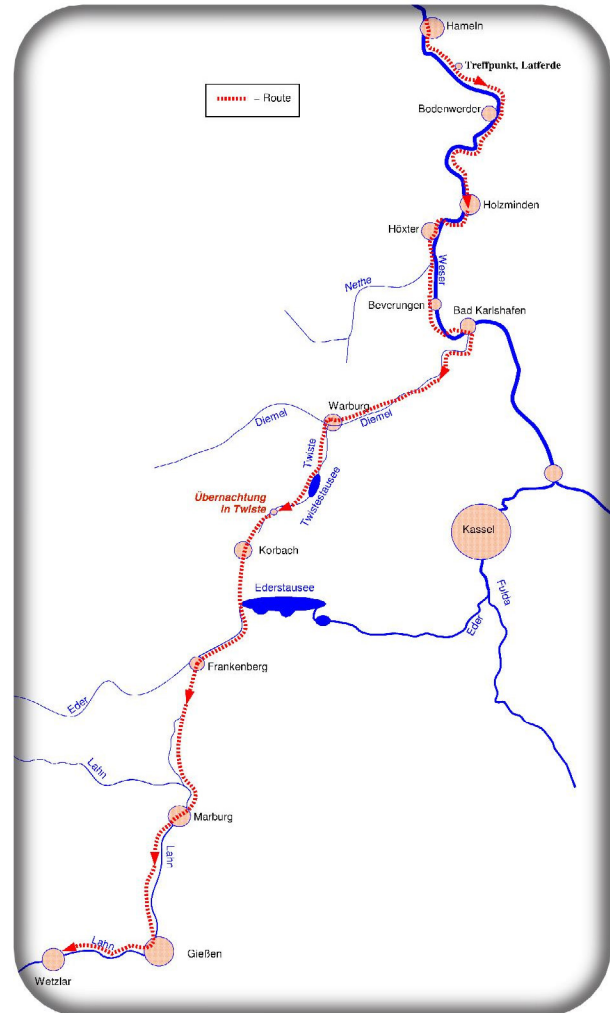 Hameln
Treffpunkt, Latferde
– Route
Bodenwerder
Holzminden
Höxter
Weser
Nethe
Beverungen
Bad Karlshafen
Warburg
Diemel
Diemel
Twiste
Twistestausee
Übernachtung
in Twiste
Kassel
Korbach
Ederstausee
Fulda
Eder
Frankenberg
Eder
Lahn
Marburg
Lahn
Lahn
Gießen
Wetzlar